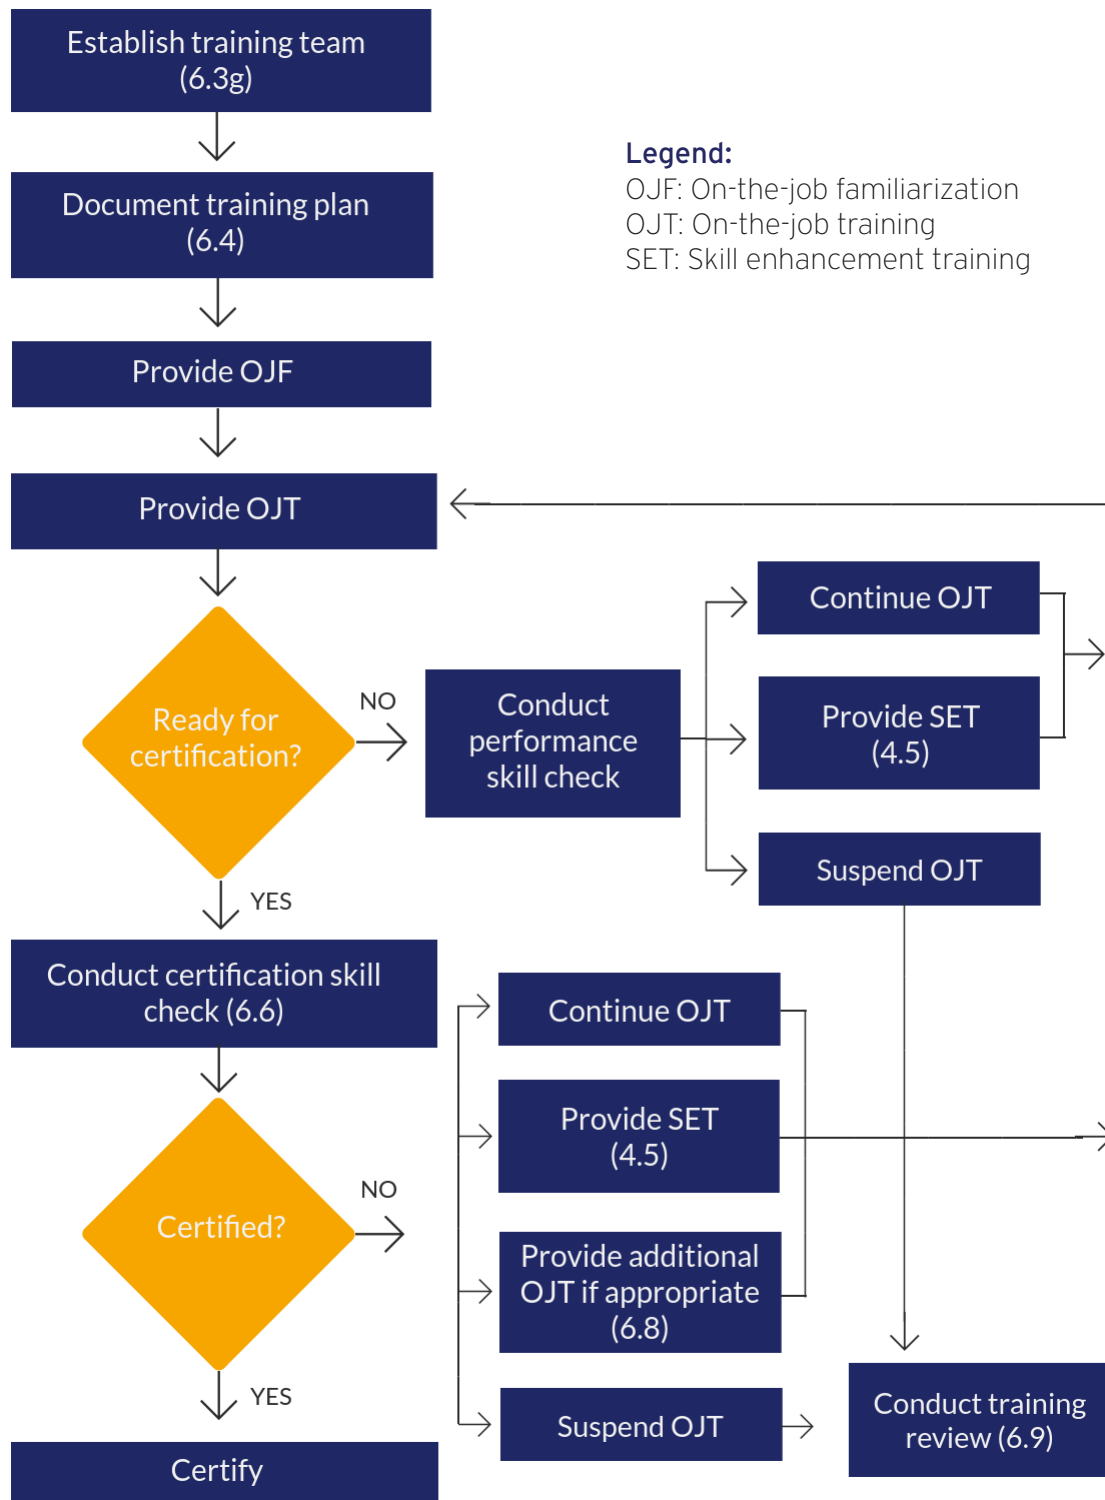 Establish training team
(6.3g)
Legend:
OJF: On-the-job familiarization
OJT: On-the-job training
SET: Skill enhancement training
Document training plan
(6.4)
Provide OJF
Provide OJT
Ready for
certification?
NO
Conduct
performance
skill check
Continue OJT
Provide SET
(4.5)
Suspend OJT
YES
Conduct certification skill
check (6.6)
Certified?
NO
Continue OJT
Provide SET
(4.5)
Provide additional
OJT if appropriate
(6.8)
Suspend OJT
Conduct training
review (6.9)
YES
Certify